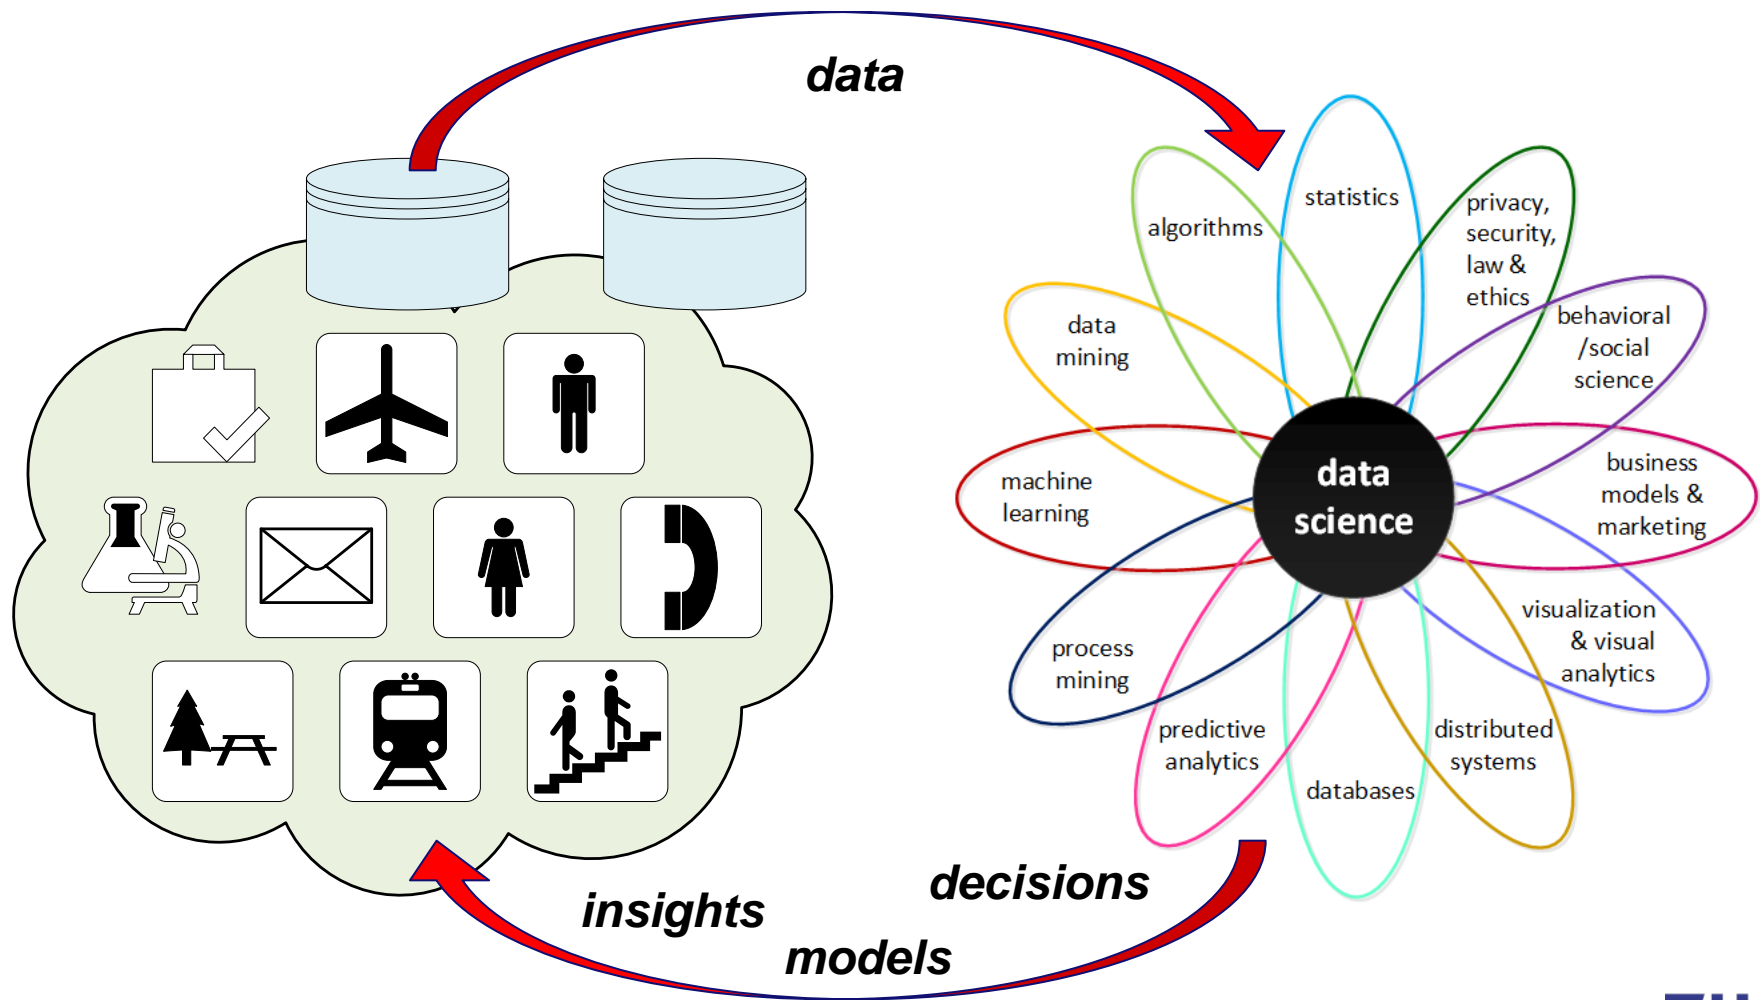 data
statistics
privacy,
security,
law &
ethics
algorithms
behavioral
/social
science
data
mining
business
models &
marketing
machine
learning
data
science
visualization
& visual
analytics
process
mining
predictive
analytics
distributed
systems
databases
decisions
insights
models